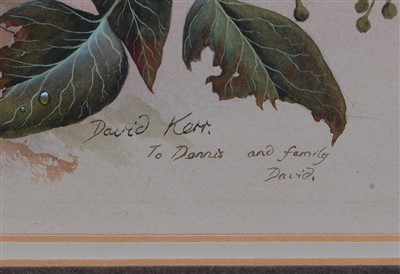 David Kerr.
To Dennis and family
David.